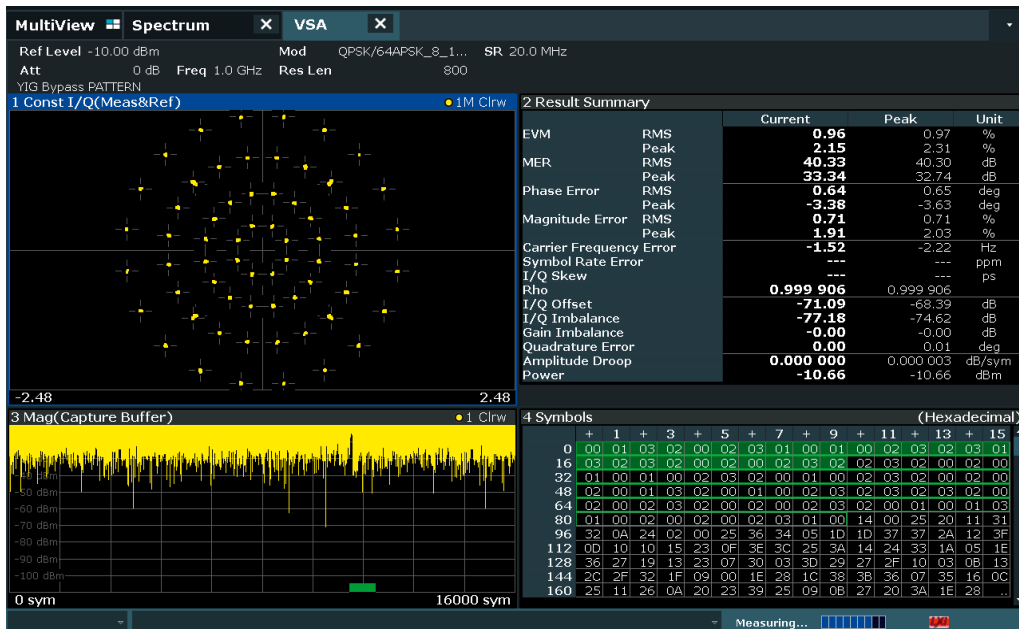 MultiView Spectrum X VSA X
Ref Level -10.00 dBm Mod QPSK/64APSK_8_1... SR 20.0 MHz
Att 0 dB Freq 1.0 GHz Res Len 800
YIG Bypass PATTERN
1 Const I/Q(Meas&Ref) 1M Clrw
-2.48 2.48
2 Result Summary
Current Peak Unit
EVM RMS 0.96 0.97 %
Peak 2.15 2.31 %
MER RMS 40.33 40.30 dB
Peak 33.34 32.74 dB
Phase Error RMS 0.64 0.65 deg
Peak -3.38 -3.63 deg
Magnitude Error RMS 0.71 0.71 %
Peak 1.91 2.03 %
Carrier Frequency Error -1.52 -2.22 Hz
Symbol Rate Error --- --- ppm
I/Q Skew --- --- ps
Rho 0.999 906 0.999 906
I/Q Offset -71.09 -68.39 dB
I/Q Imbalance -77.18 -74.62 dB
Gain Imbalance -0.00 -0.00 dB
Quadrature Error 0.00 0.01 deg
Amplitude Droop 0.000 000 0.000 003 dB/sym
Power -10.66 -10.66 dBm
3 Mag(Capture Buffer) 1 Clrw
-50 dBm
-60 dBm
-70 dBm
-80 dBm
-90 dBm
-100 dBm
0 sym 16000 sym
4 Symbols (Hexadecimal)
+ 1 + 3 + 5 + 7 + 9 + 11 + 13 + 15
0 00 01 03 02 00 02 03 01 00 01 00 02 03 02 03 01
16 03 02 03 02 00 02 00 02 03 02 02 03 02 00 02 00
32 01 00 01 00 02 03 02 03 02 00 02 03 02 00 02 00
48 02 00 01 03 02 00 01 00 02 03 02 03 02 03 02 00
64 02 00 02 03 02 00 02 03 02 03 02 00 01 00 01 03
80 01 00 02 00 02 00 02 03 01 00 14 00 25 20 11 31
96 32 0A 24 02 00 25 36 34 05 1D 1D 37 37 2A 12 3F
112 0D 10 10 15 23 0F 3E 3C 25 3A 14 24 33 1A 05 1E
128 36 27 19 13 23 07 30 03 3D 29 27 2F 10 03 0B 13
144 2C 2F 32 1F 09 00 1E 28 1C 38 3B 36 07 35 16 0C
160 25 11 26 0A 20 23 39 25 09 0B 27 20 3A 1E 28 ..
Measuring...